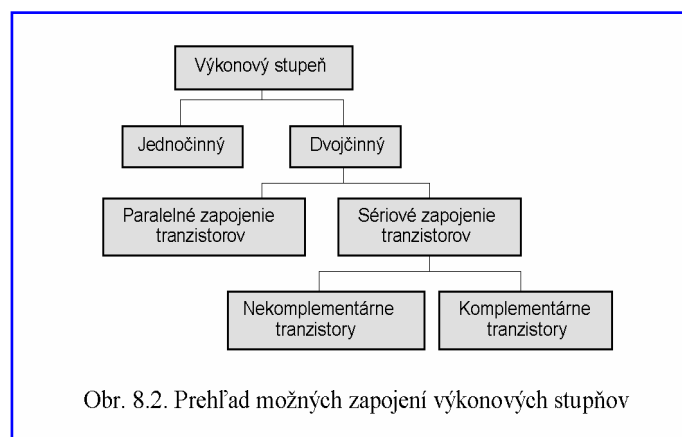 Výkonový stupeň
Jednočinný
Dvojčinný
Paralelné zapojenie
tranzistorov
Sériové zapojenie
tranzistorov
Nekomplementárne
tranzistory
Komplementárne
tranzistory
Obr. 8.2. Prehľad možných zapojení výkonových stupňov